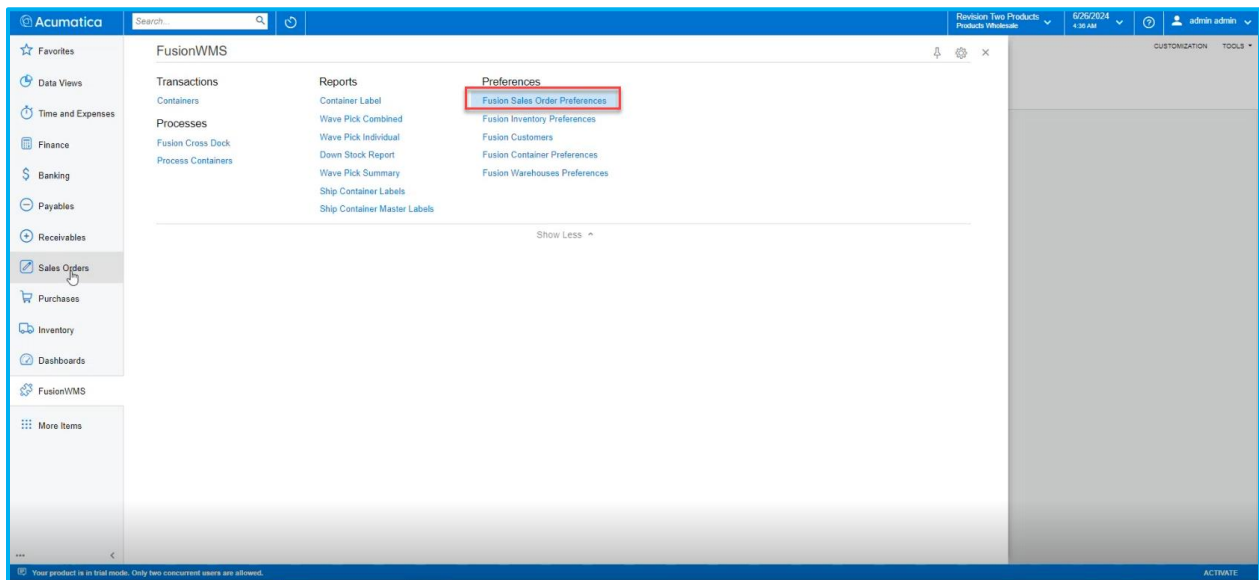 Acumatica
Search...
Revision Two Products
Products Wholesale
6/26/2024
4:36 AM
admin admin
Favorites
Data Views
Time and Expenses
Finance
Banking
Payables
Receivables
Sales Orders
Purchases
Inventory
Dashboards
FusionWMS
More Items
FusionWMS
CUSTOMIZATION TOOLS
Transactions
Containers
Processes
Fusion Cross Dock
Process Containers
Reports
Container Label
Wave Pick Combined
Wave Pick Individual
Down Stock Report
Wave Pick Summary
Ship Container Labels
Ship Container Master Labels
Preferences
Fusion Sales Order Preferences
Fusion Inventory Preferences
Fusion Customers
Fusion Container Preferences
Fusion Warehouses Preferences
Show Less
Your product is in trial mode. Only two concurrent users are allowed.
ACTIVATE